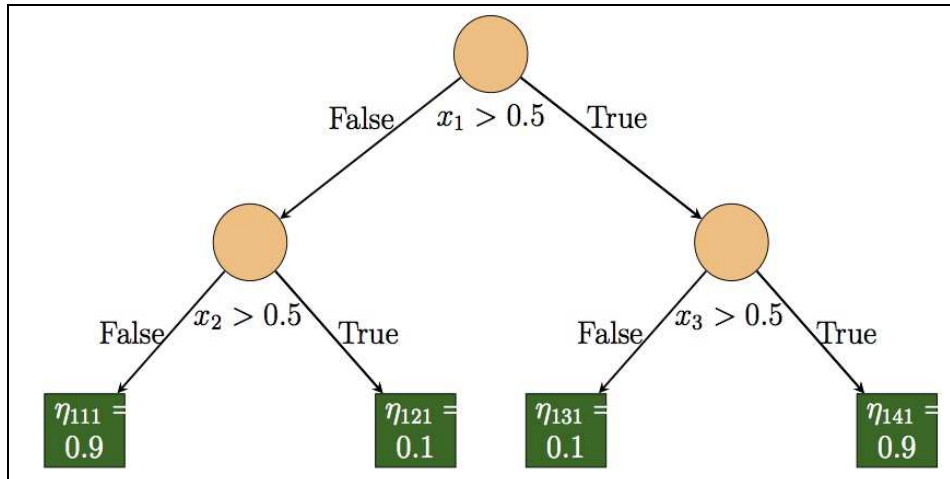 False x₁ > 0.5 True
False x₂ > 0.5 True False x₃ > 0.5 True
η₁₁₁ = η₁₂₁ = η₁₃₁ = η₁₄₁ =
0.9 0.1 0.1 0.9